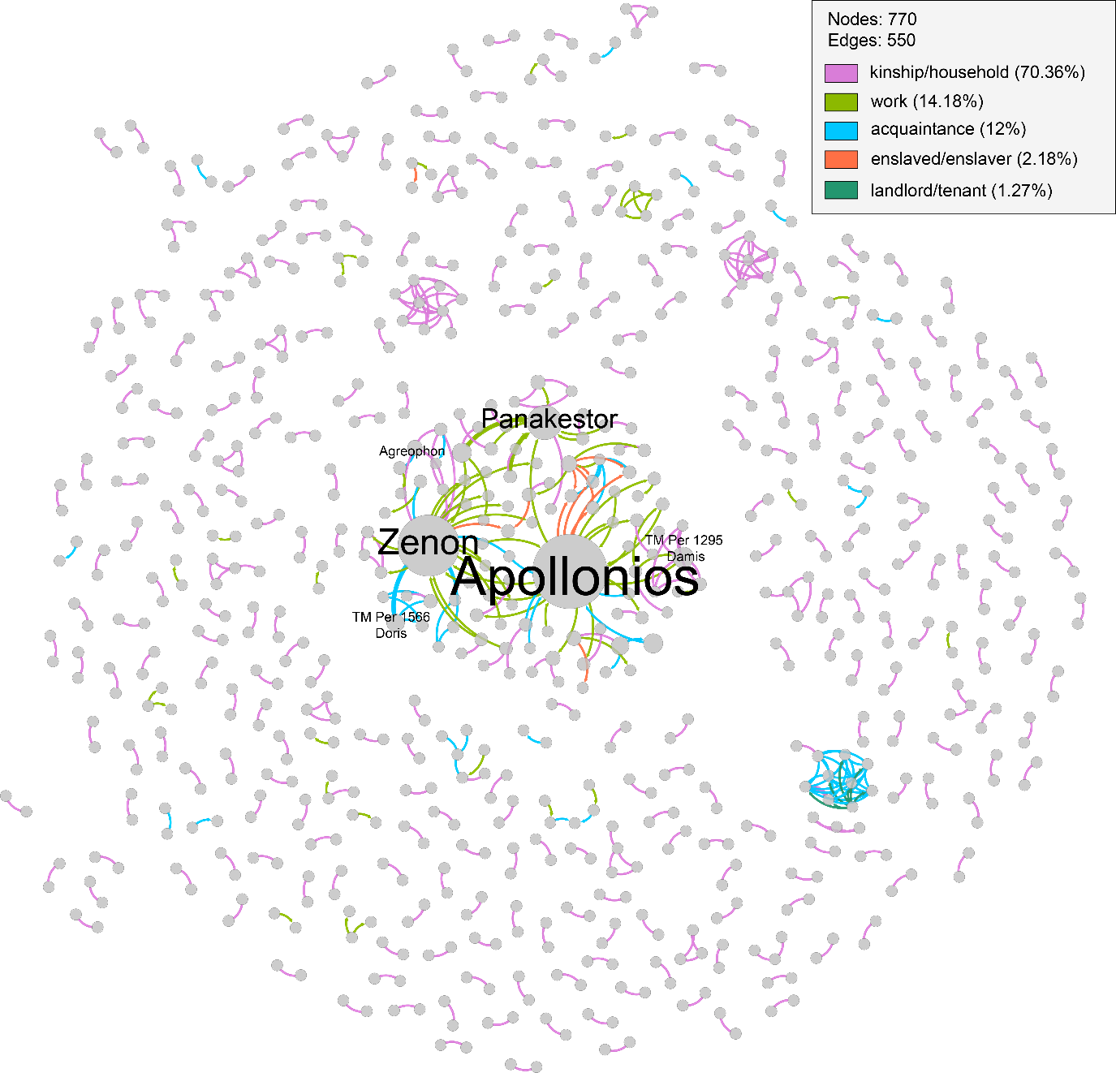 Nodes: 770
Edges: 550
kinship/household (70.36%)
work (14.18%)
acquaintance (12%)
enslaved/enslaver (2.18%)
landlord/tenant (1.27%)
Panakestor
Agreophon
Zenon
TM Per 1295
Damis
Apollonios
TM Per 1566
Doris